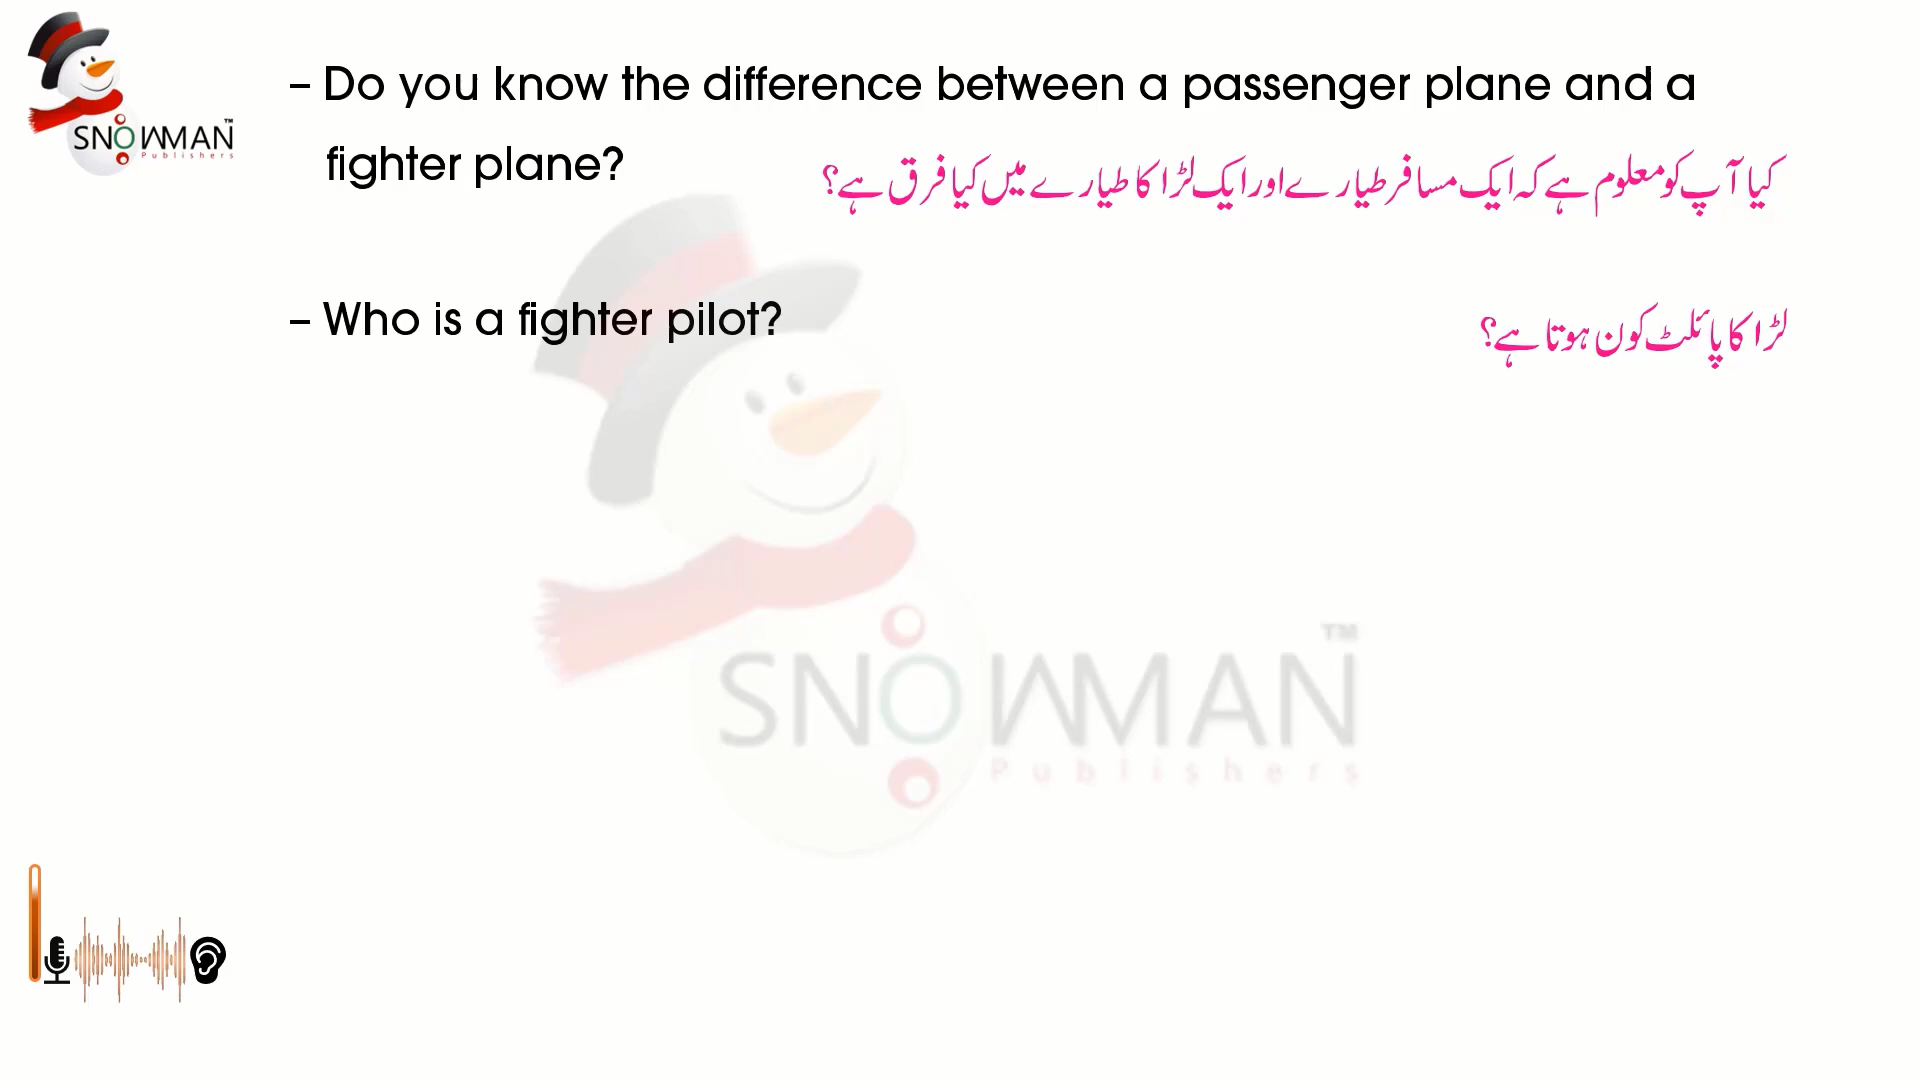 SNOWMAN™
Publishers
– Do you know the difference between a passenger plane and a
fighter plane?
کیا آپ کو معلوم ہے کہ ایک مسافر طیارے اور ایک لڑاکا طیارے میں کیا فرق ہے؟
– Who is a fighter pilot?
لڑاکا پائلٹ کون ہوتا ہے؟
SNOWMAN™
Publishers